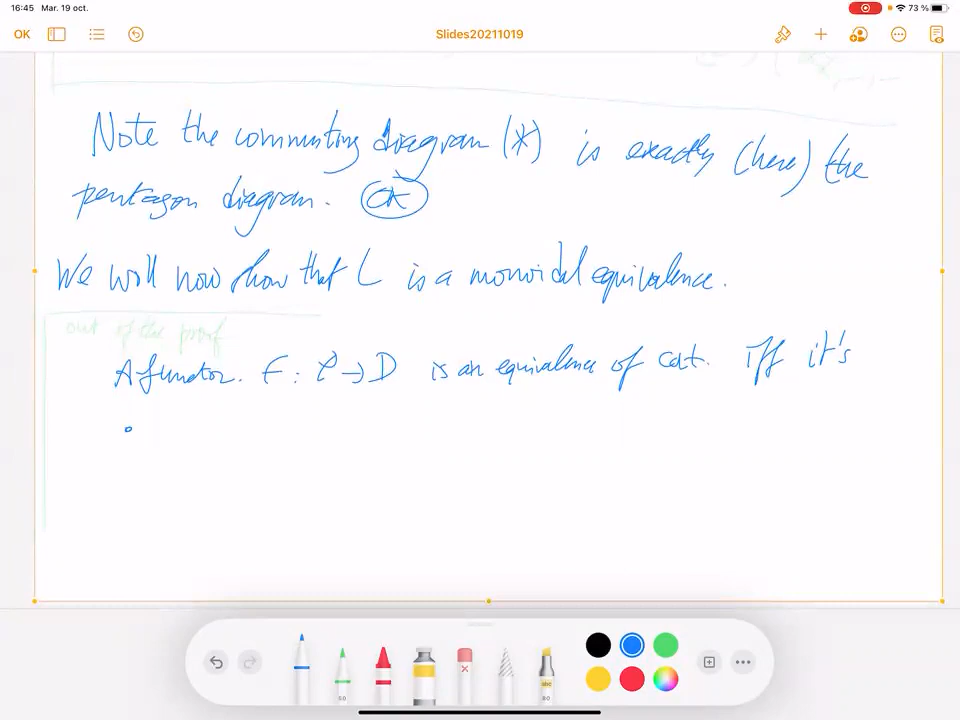 16:45 Mar. 19 oct. 73 %
OK Slides20211019
Note the commuting diagram (*) is exactly (here) the
pentagon diagram. OK
We will now show that L is a monoidal equivalence.
out of the proof
A functor. F : C → D is an equivalence of cat. iff it's